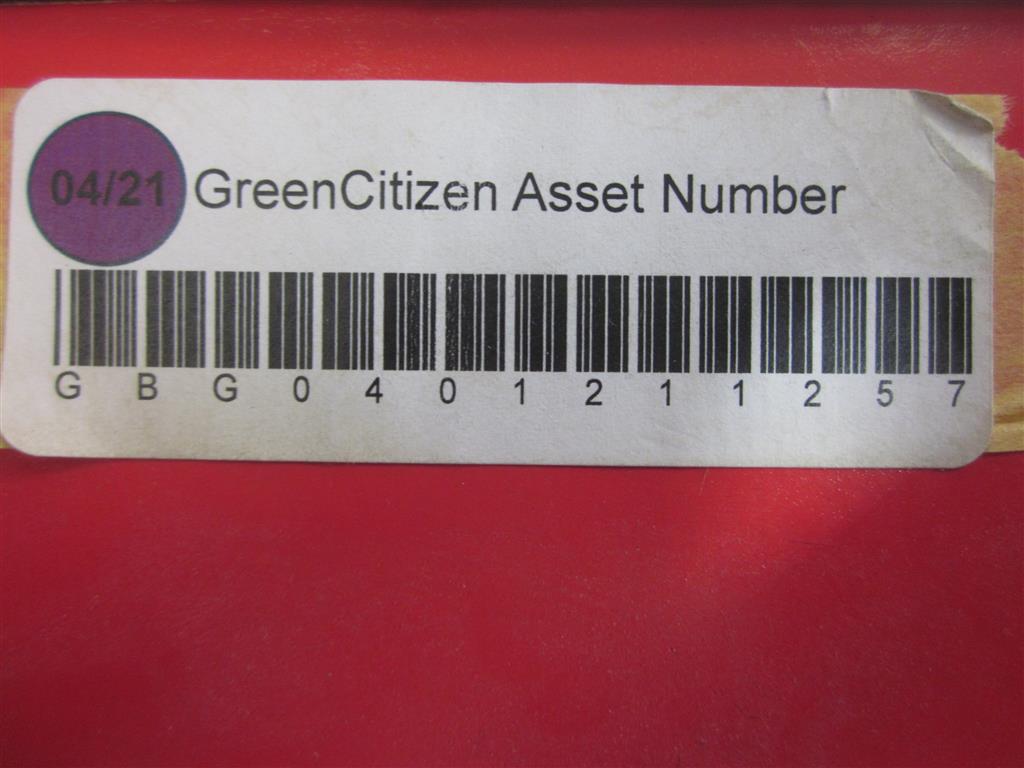 04/21 GreenCitizen Asset Number
G B G 0 4 0 1 2 1 1 2 5 7